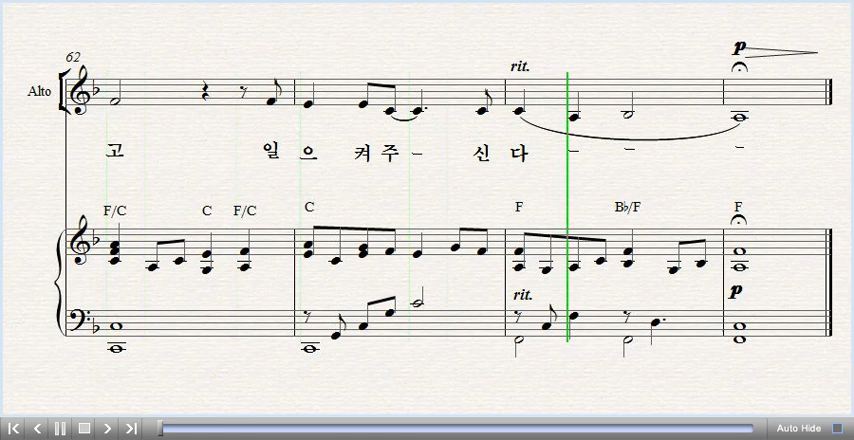 62
rit.
p
Alto
고 일 으 켜 주 - 신 다 - - -
F/C C F/C C F B♭/F F
rit.
p
Auto Hide